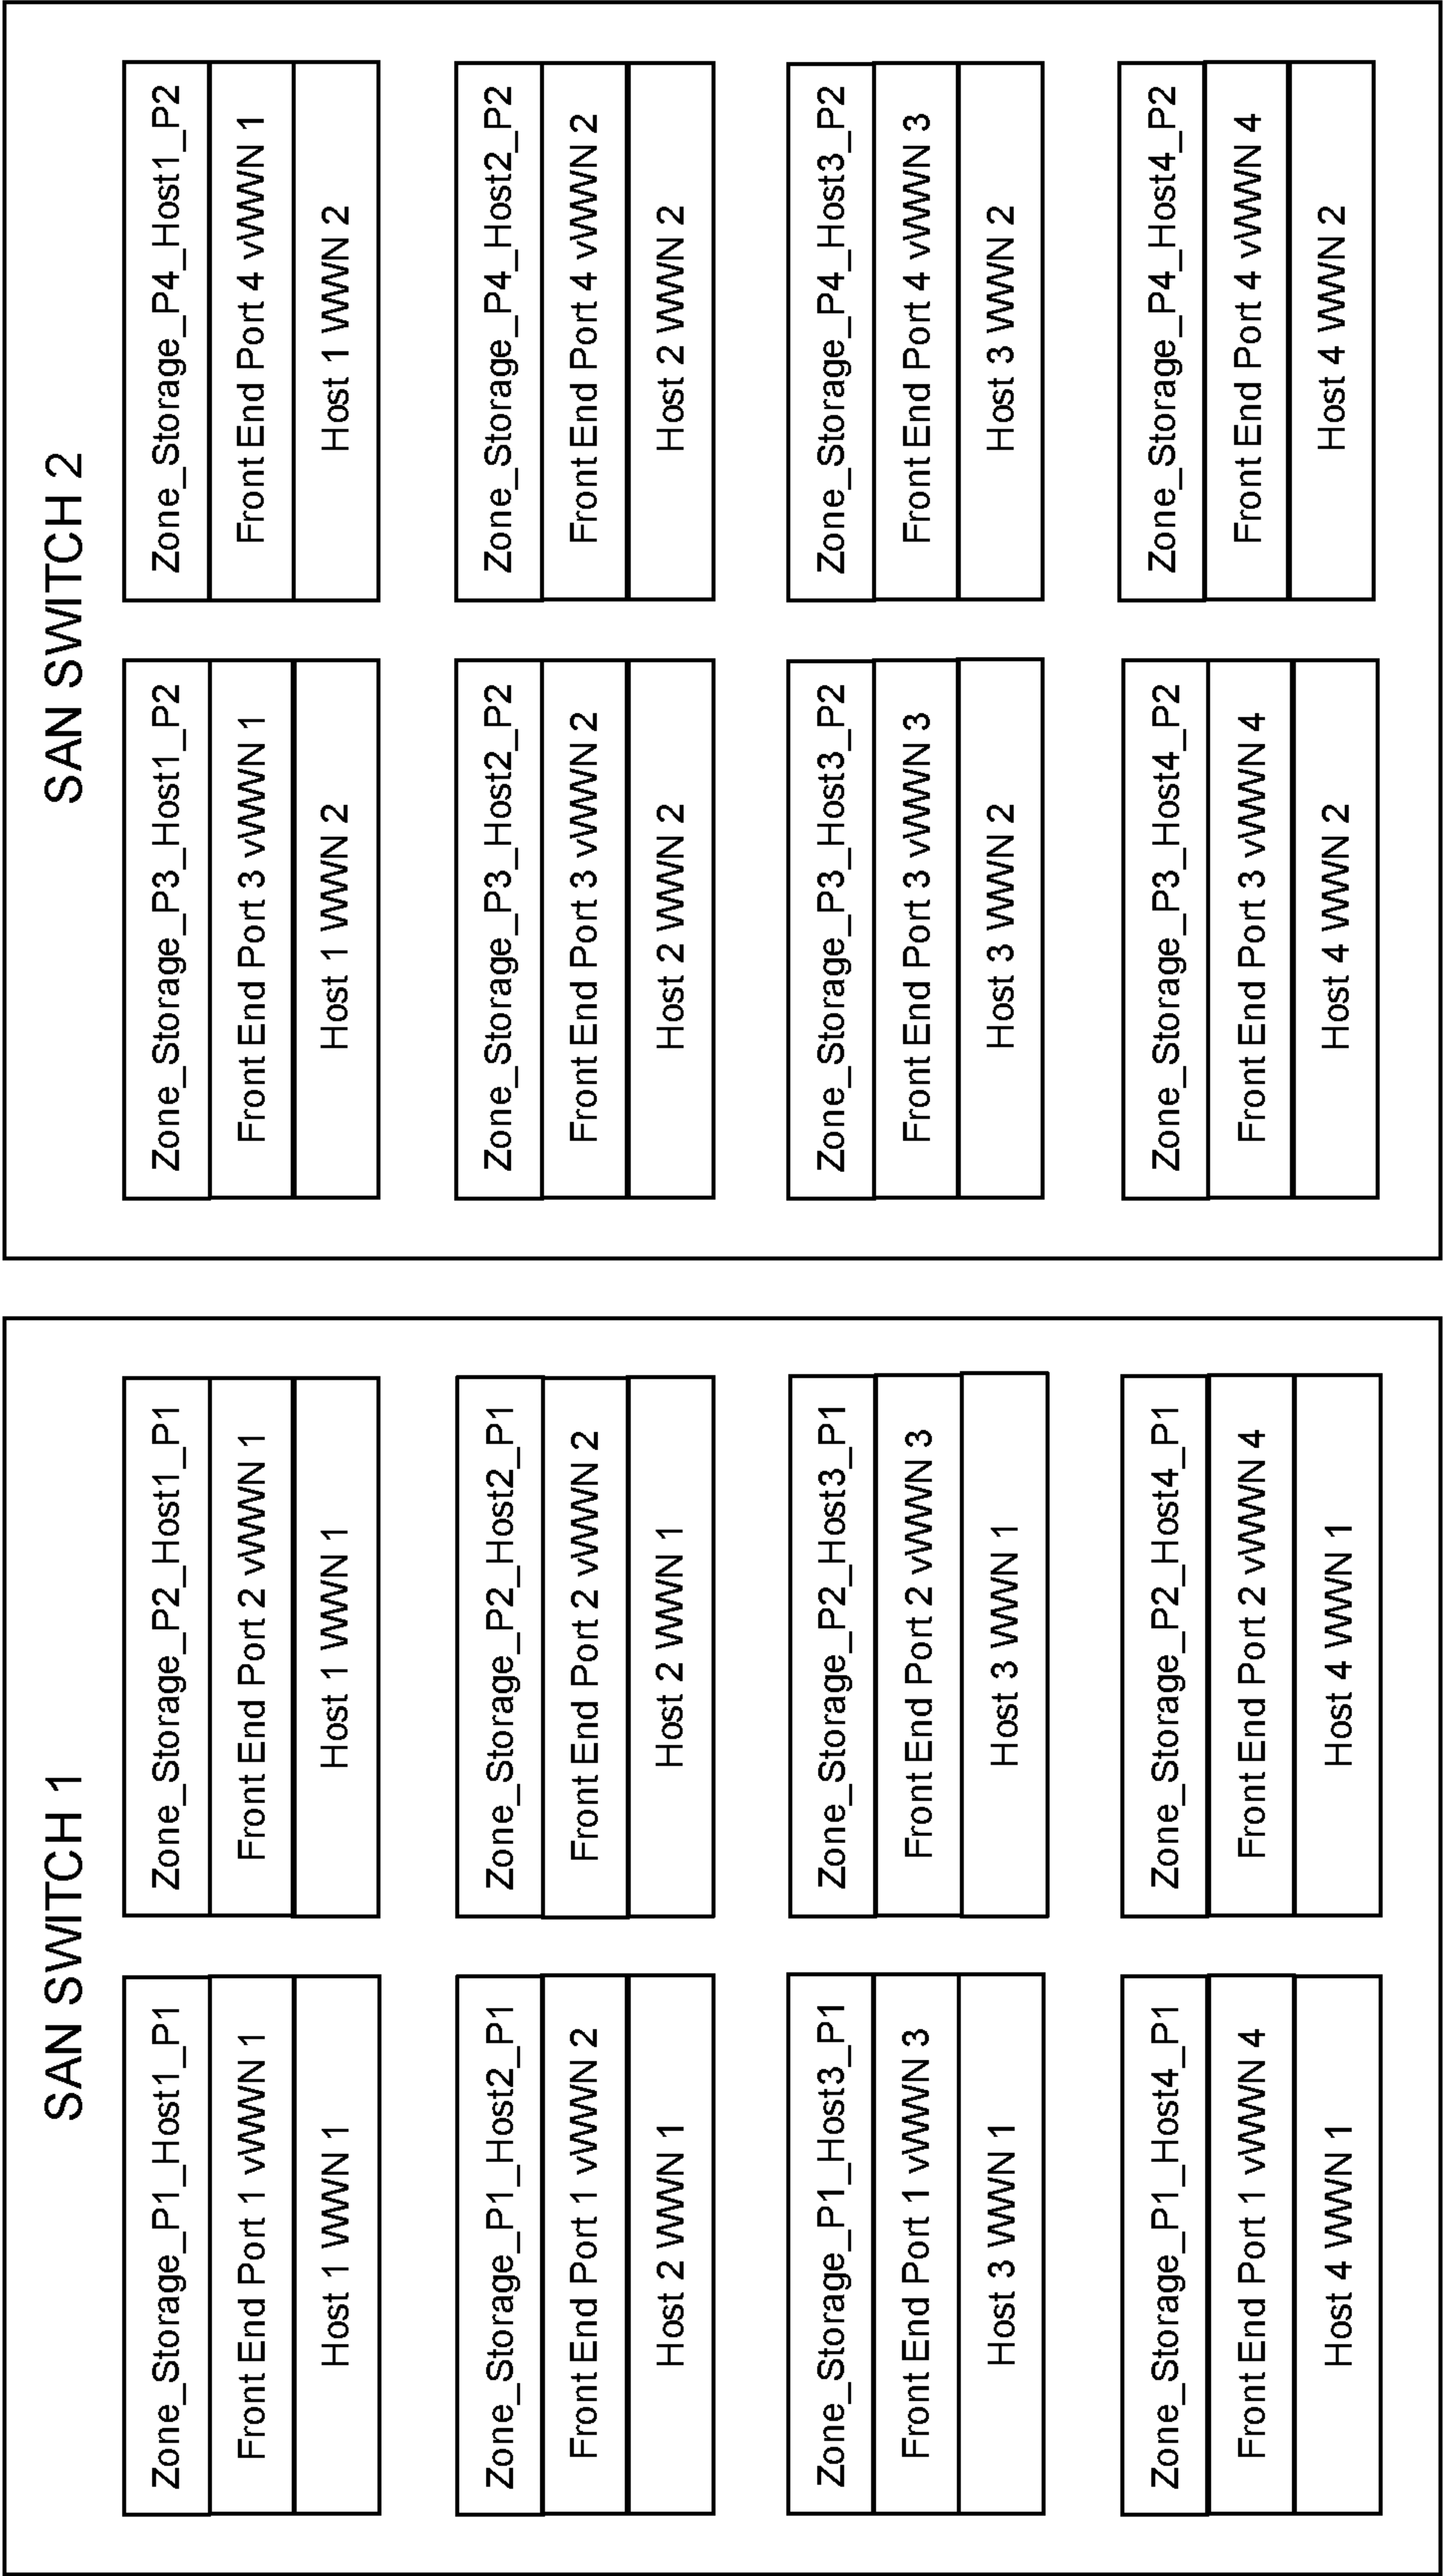 SAN SWITCH 1
Zone_Storage_P1_Host1_P1
Front End Port 1 vWWN 1
Host 1 WWN 1
Zone_Storage_P2_Host1_P1
Front End Port 2 vWWN 1
Host 1 WWN 1
Zone_Storage_P1_Host2_P1
Front End Port 1 vWWN 2
Host 2 WWN 1
Zone_Storage_P2_Host2_P1
Front End Port 2 vWWN 2
Host 2 WWN 1
Zone_Storage_P1_Host3_P1
Front End Port 1 vWWN 3
Host 3 WWN 1
Zone_Storage_P2_Host3_P1
Front End Port 2 vWWN 3
Host 3 WWN 1
Zone_Storage_P1_Host4_P1
Front End Port 1 vWWN 4
Host 4 WWN 1
Zone_Storage_P2_Host4_P1
Front End Port 2 vWWN 4
Host 4 WWN 1
SAN SWITCH 2
Zone_Storage_P3_Host1_P2
Front End Port 3 vWWN 1
Host 1 WWN 2
Zone_Storage_P4_Host1_P2
Front End Port 4 vWWN 1
Host 1 WWN 2
Zone_Storage_P3_Host2_P2
Front End Port 3 vWWN 2
Host 2 WWN 2
Zone_Storage_P4_Host2_P2
Front End Port 4 vWWN 2
Host 2 WWN 2
Zone_Storage_P3_Host3_P2
Front End Port 3 vWWN 3
Host 3 WWN 2
Zone_Storage_P4_Host3_P2
Front End Port 4 vWWN 3
Host 3 WWN 2
Zone_Storage_P3_Host4_P2
Front End Port 3 vWWN 4
Host 4 WWN 2
Zone_Storage_P4_Host4_P2
Front End Port 4 vWWN 4
Host 4 WWN 2